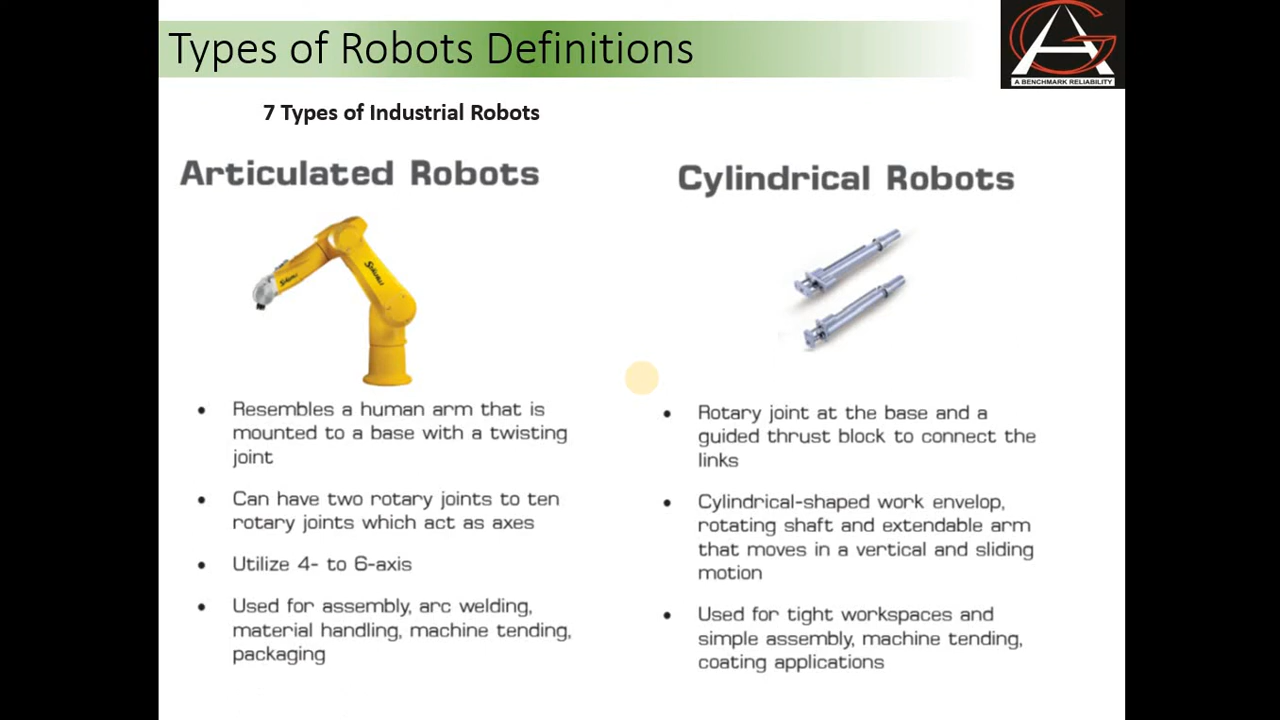 Types of Robots Definitions
A BENCHMARK RELIABILITY
7 Types of Industrial Robots
Articulated Robots
• Resembles a human arm that is
mounted to a base with a twisting
joint
• Can have two rotary joints to ten
rotary joints which act as axes
• Utilize 4- to 6-axis
• Used for assembly, arc welding,
material handling, machine tending,
packaging
Cylindrical Robots
• Rotary joint at the base and a
guided thrust block to connect the
links
• Cylindrical-shaped work envelop,
rotating shaft and extendable arm
that moves in a vertical and sliding
motion
• Used for tight workspaces and
simple assembly, machine tending,
coating applications